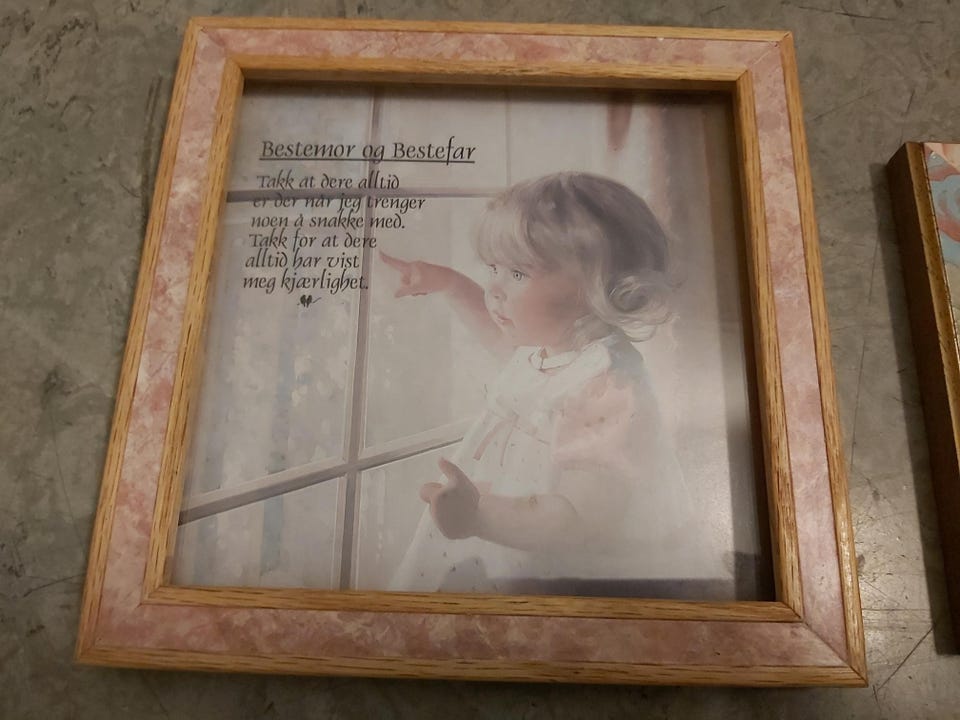 Bestemor og Bestefar
Takk at dere alltid
er der når jeg trenger
noen å snakke med.
Takk for at dere
alltid har vist
meg kjærlighet.